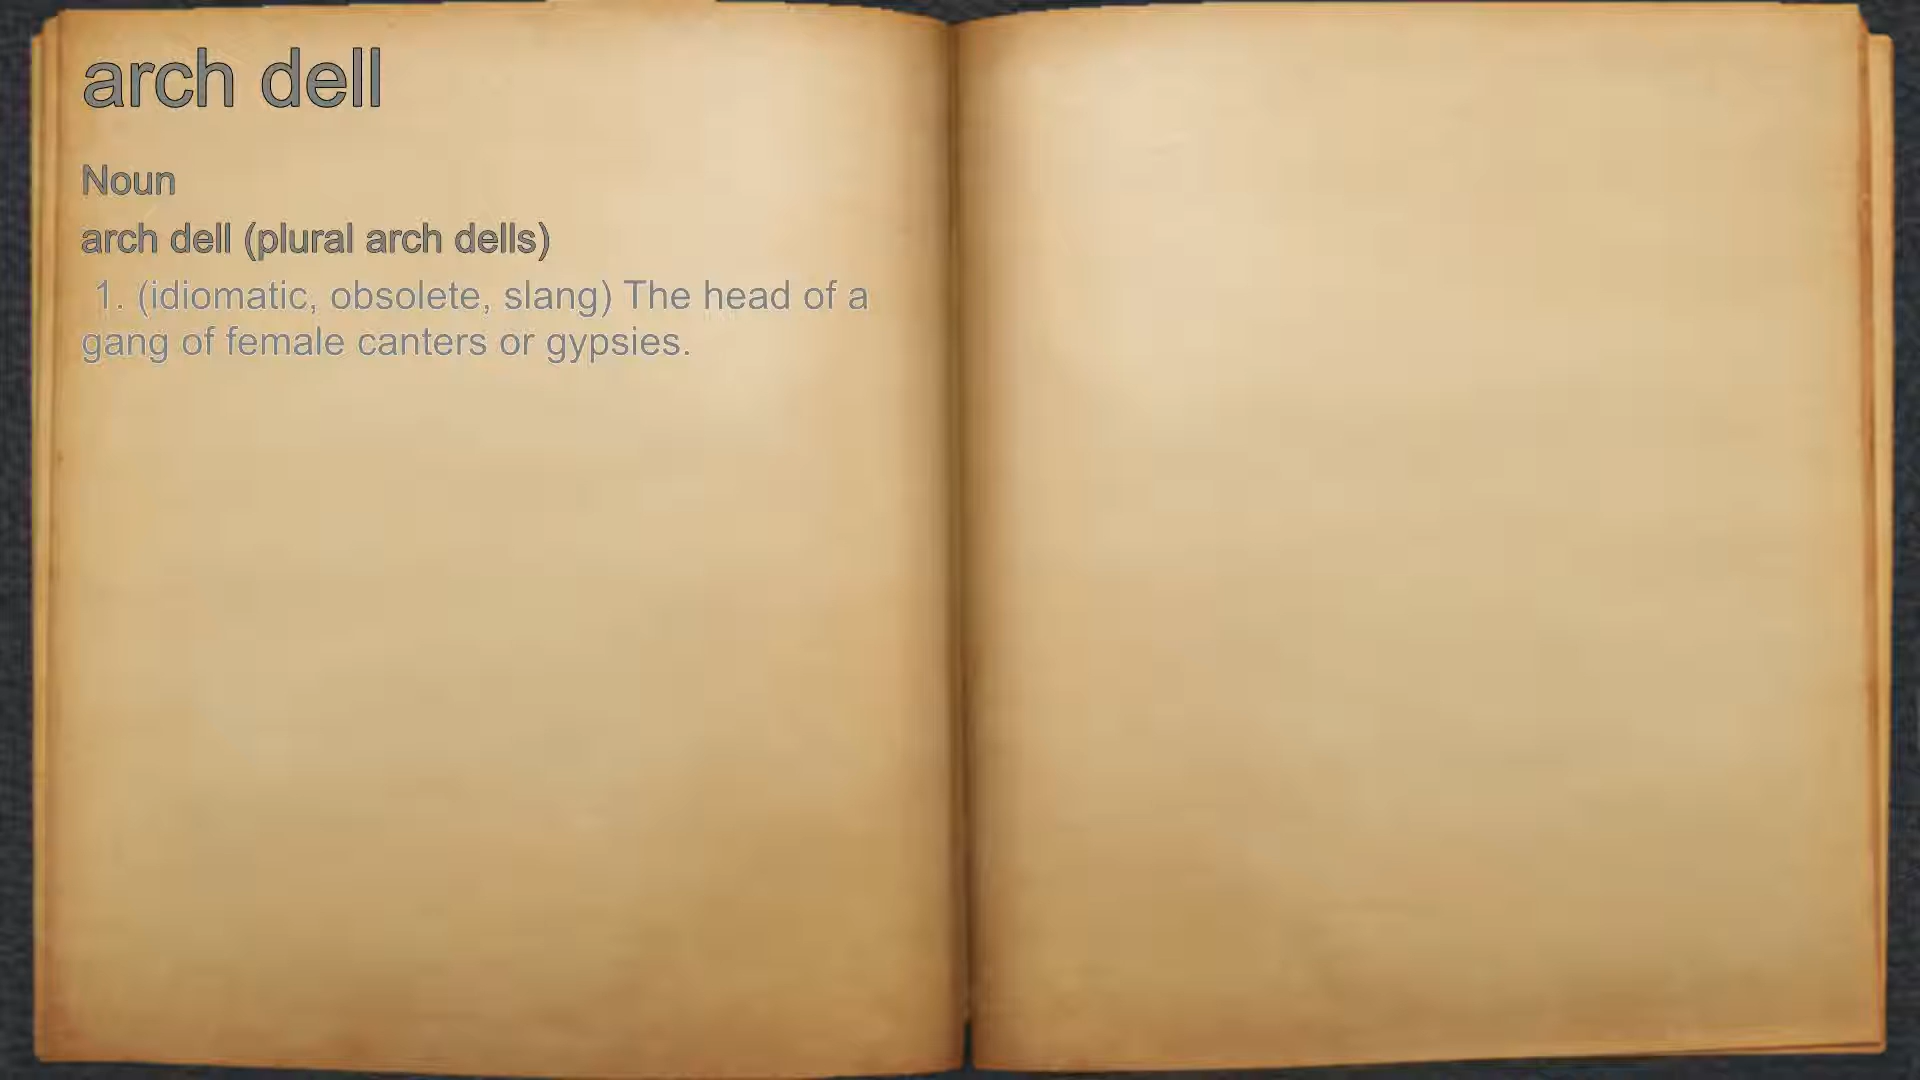 arch dell
Noun
arch dell (plural arch dells)
1. (idiomatic, obsolete, slang) The head of a
gang of female canters or gypsies.